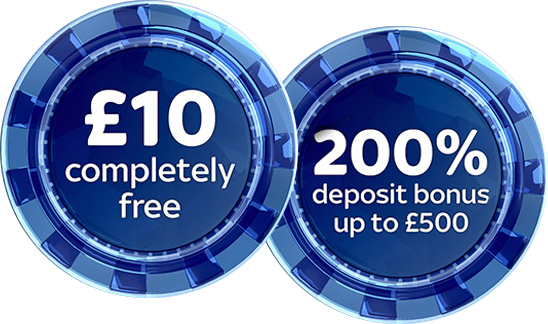 £10
completely
free
200%
deposit bonus
up to £500